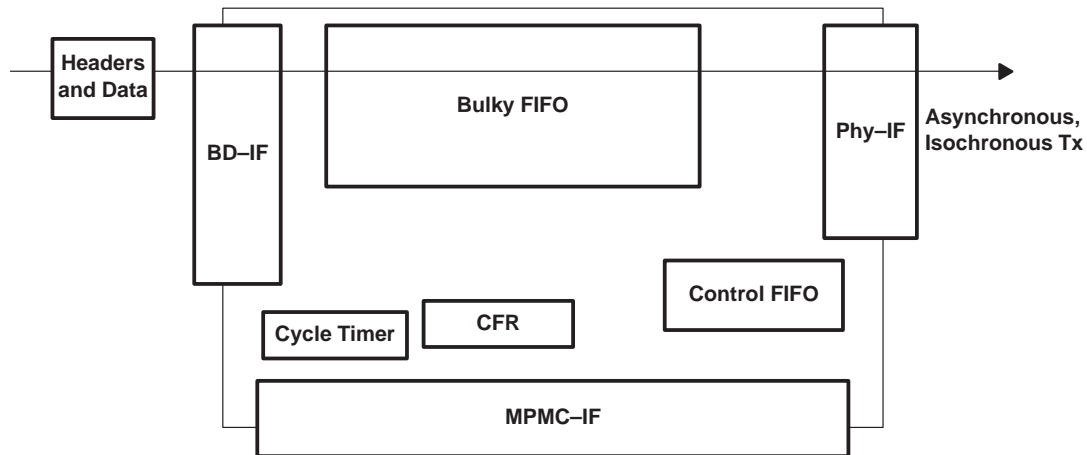 Headers
and Data
BD–IF
Bulky FIFO
Phy–IF
Asynchronous,
Isochronous Tx
Control FIFO
CFR
Cycle Timer
MPMC–IF